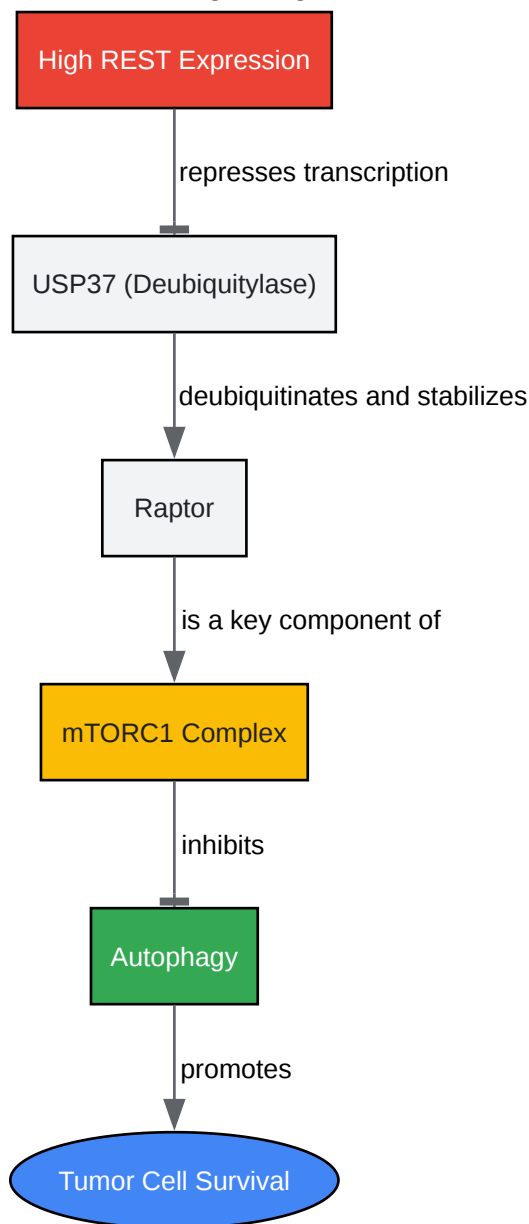 High REST Expression
represses transcription
USP37 (Deubiquitylase)
deubiquitinates and stabilizes
Raptor
is a key component of
mTORC1 Complex
inhibits
Autophagy
promotes
Tumor Cell Survival